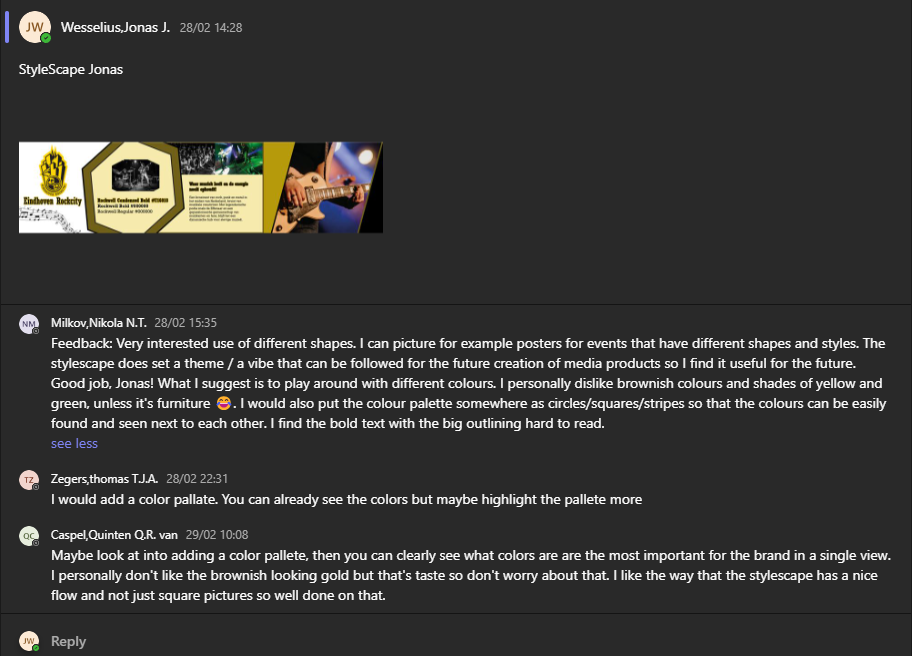 JW Wesselius,Jonas J. 28/02 14:28
StyleScape Jonas
Eindhoven Rockcity
Rockwell Condensed Bold
Rockwell Bold #000000
Rockwell Regular #000000
Waar muziek leeft en de energie nooit ophoudt!
NM Milkov,Nikola N.T. 28/02 15:35
Feedback: Very interested use of different shapes. I can picture for example posters for events that have different shapes and styles. The
stylescape does set a theme / a vibe that can be followed for the future creation of media products so I find it useful for the future.
Good job, Jonas! What I suggest is to play around with different colours. I personally dislike brownish colours and shades of yellow and
green, unless it's furniture 😂. I would also put the colour palette somewhere as circles/squares/stripes so that the colours can be easily
found and seen next to each other. I find the bold text with the big outlining hard to read.
see less
TZ Zegers,thomas T.J.A. 28/02 22:31
I would add a color pallate. You can already see the colors but maybe highlight the pallete more
QC Caspel,Quinten Q.R. van 29/02 10:08
Maybe look at into adding a color pallete, then you can clearly see what colors are are the most important for the brand in a single view.
I personally don't like the brownish looking gold but that's taste so don't worry about that. I like the way that the stylescape has a nice
flow and not just square pictures so well done on that.
JW Reply